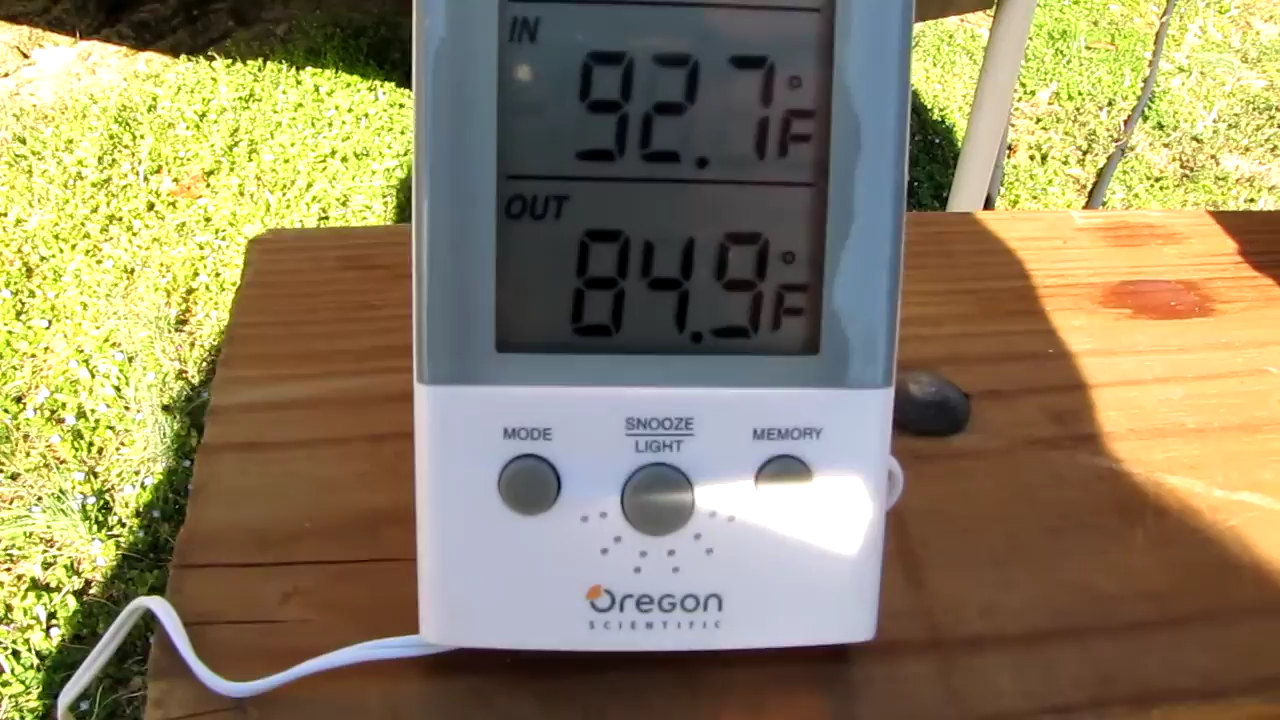 IN
92.7°F
OUT
84.9°F
MODE
SNOOZE
LIGHT
MEMORY
Oregon
SCIENTIFIC